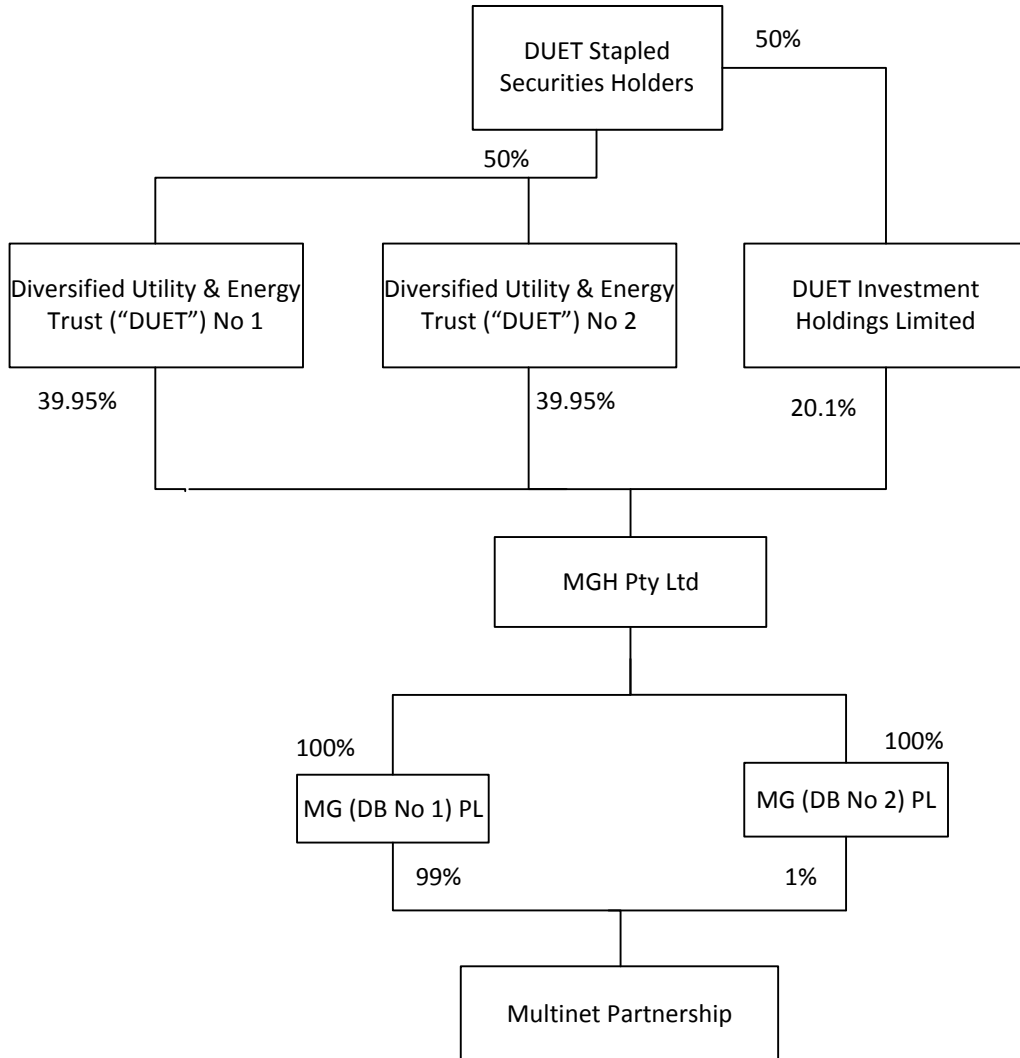 50%
DUET Stapled
Securities Holders
50%
Diversified Utility & Energy
Trust (“DUET”) No 1
Diversified Utility & Energy
Trust (“DUET”) No 2
DUET Investment
Holdings Limited
39.95%
39.95%
20.1%
MGH Pty Ltd
100%
100%
MG (DB No 1) PL
MG (DB No 2) PL
99%
1%
Multinet Partnership